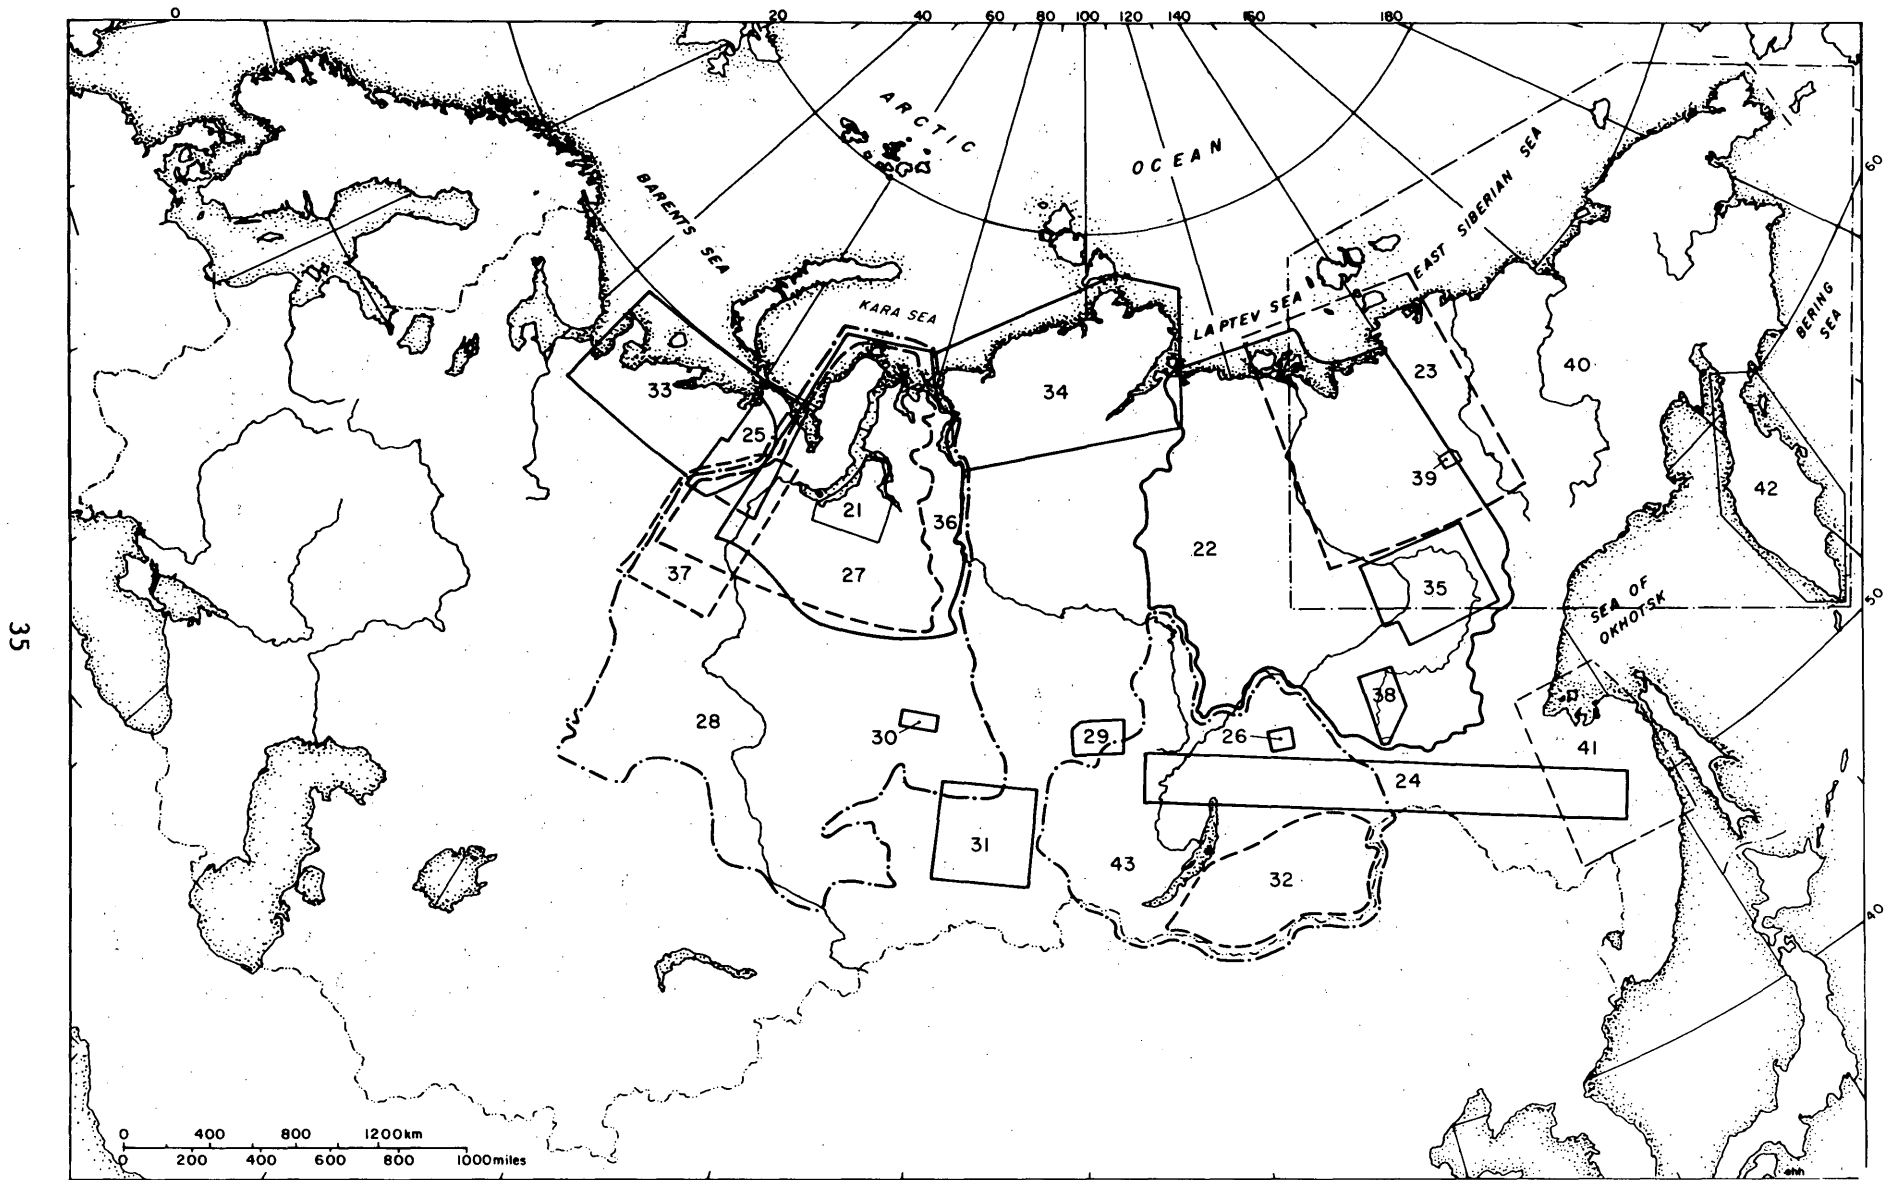 0 20 40 60 80 100 120 140 160 180
ARCTIC
OCEAN
BARENTS SEA
KARA SEA
LAPTEV SEA
EAST SIBERIAN SEA
BERING
SEA
SEA OF
OKHOTSK
60
50
40
33
25
34
23
40
39
42
21
36
22
27
37
35
28
30
29
26
38
41
24
31
43
32
35
0 400 800 1200km
0 200 400 600 800 1000miles
ehh